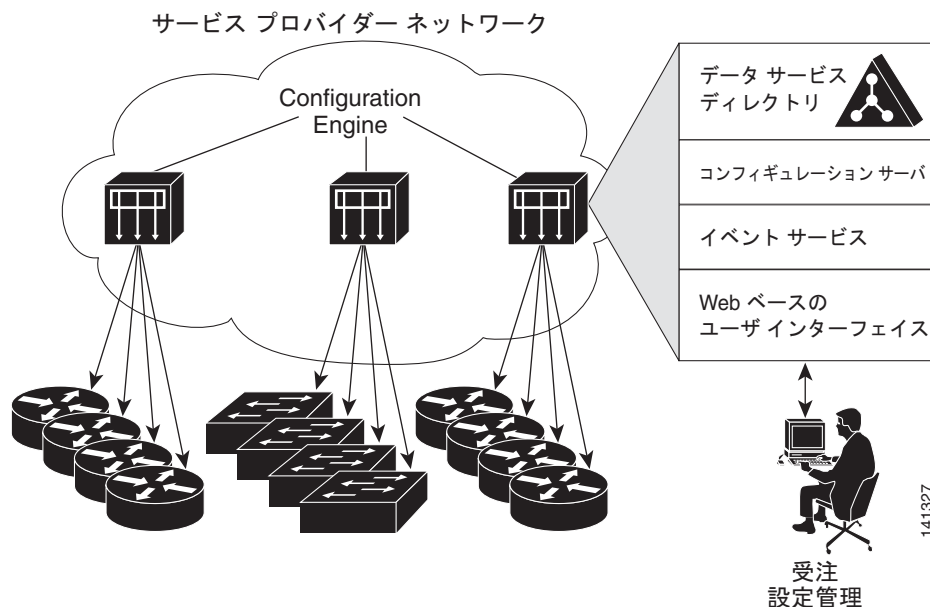 サービス プロバイダー ネットワーク
Configuration
Engine
データ サービス
ディレクトリ
コンフィギュレーション サーバ
イベント サービス
Web ベースの
ユーザ インターフェイス
141327
受注
設定管理